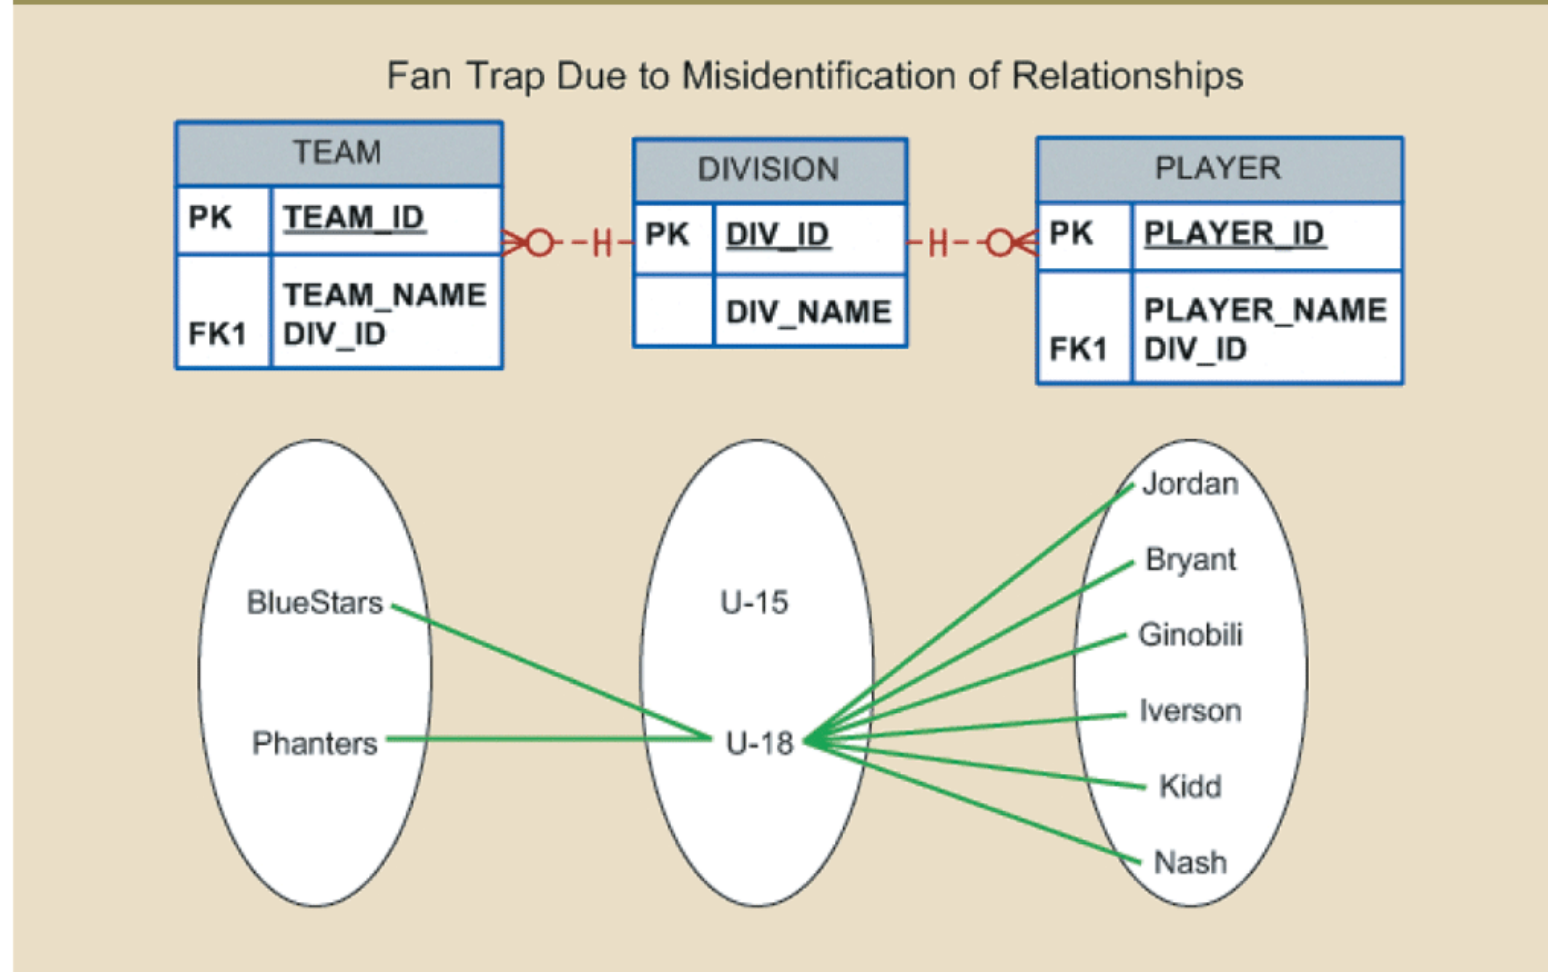 Fan Trap Due to Misidentification of Relationships
TEAM
PK TEAM_ID
TEAM_NAME
FK1 DIV_ID
DIVISION
PK DIV_ID
DIV_NAME
PLAYER
PK PLAYER_ID
PLAYER_NAME
FK1 DIV_ID
BlueStars
Phanters
U-15
U-18
Jordan
Bryant
Ginobili
Iverson
Kidd
Nash